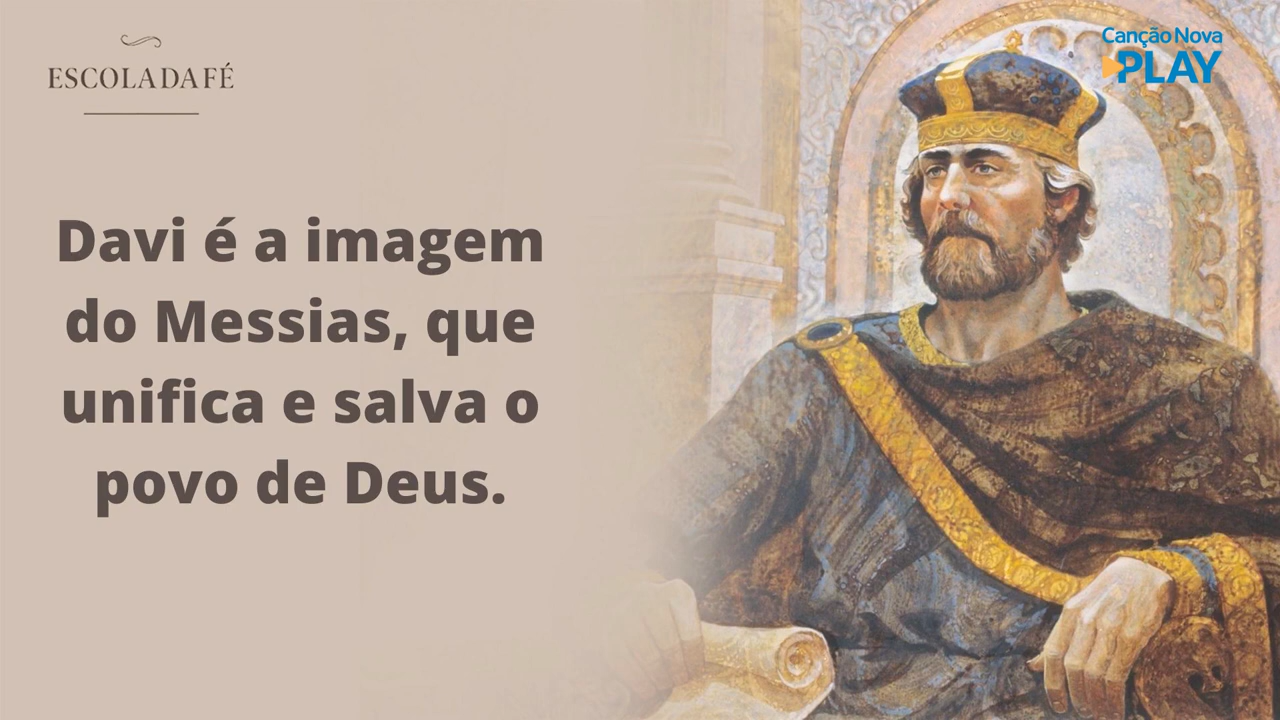 ESCOLADAFÉ
Canção Nova
PLAY
Davi é a imagem
do Messias, que
unifica e salva o
povo de Deus.